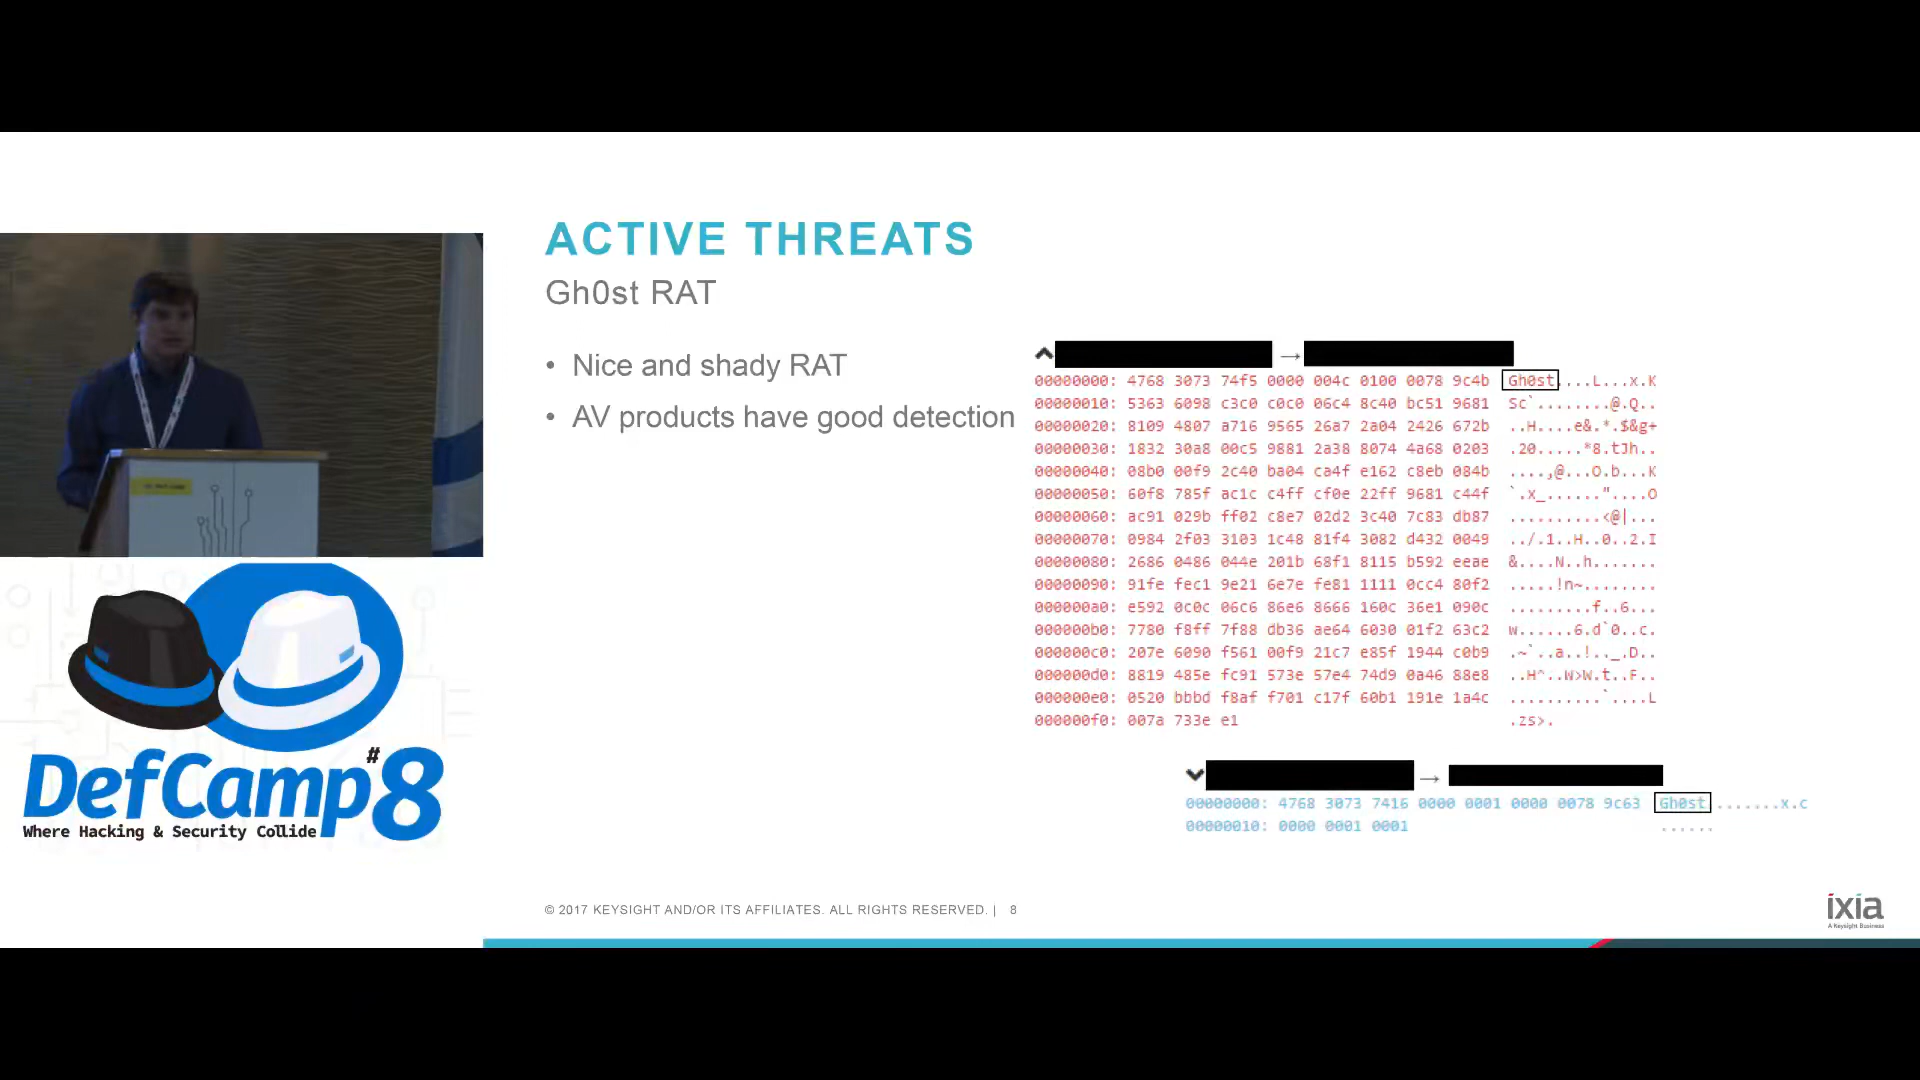 ACTIVE THREATS
Gh0st RAT
• Nice and shady RAT
• AV products have good detection
→
00000000: 4768 3073 74f5 0000 004c 0100 0078 9c4b Gh0st....L...x.K
00000010: 5363 6098 c3c0 c0c0 06c4 8c40 bc51 9681 Sc`........@.Q..
00000020: 8109 4807 a716 9565 26a7 2a04 2426 672b ..H....e&.*.$&g+
00000030: 1832 30a8 00c5 9881 2a38 8074 4a68 0203 .20.....*8.tJh..
00000040: 08b0 00f9 2c40 ba04 ca4f e162 c8eb 084b ....,@...O.b...K
00000050: 60f8 785f ac1c c4ff cf0e 22ff 9681 c44f `.x_......"....O
00000060: ac91 029b ff02 c8e7 02d2 3c40 7c83 db87 ..........<@|...
00000070: 0984 2f03 3103 1c48 81f4 3082 d432 0049 ../.1..H..0..2.I
00000080: 2686 0486 044e 201b 68f1 8115 b592 eeae &....N..h.......
00000090: 91fe fec1 9e21 6e7e fe81 1111 0cc4 80f2 .....!n~........
000000a0: e592 0c0c 06c6 86e6 8666 160c 36e1 090c .........f..6...
000000b0: 7780 f8ff 7f88 db36 ae64 6030 01f2 63c2 w......6.d`0..c.
000000c0: 207e 6090 f561 00f9 21c7 e85f 1944 c0b9 .~`..a..!.._.D..
000000d0: 8819 485e fc91 573e 57e4 74d9 0a46 88e8 ..H^..W>W.t..F..
000000e0: 0520 bbbd f8af f701 c17f 60b1 191e 1a4c ..........`....L
000000f0: 007a 733e e1 .zs>.
→
00000000: 4768 3073 7416 0000 0001 0000 0078 9c63 Gh0st.......x.c
00000010: 0000 0001 0001 ......
DefCamp#8
Where Hacking & Security Collide
© 2017 KEYSIGHT AND/OR ITS AFFILIATES. ALL RIGHTS RESERVED. | 8
ixia
A Keysight Business